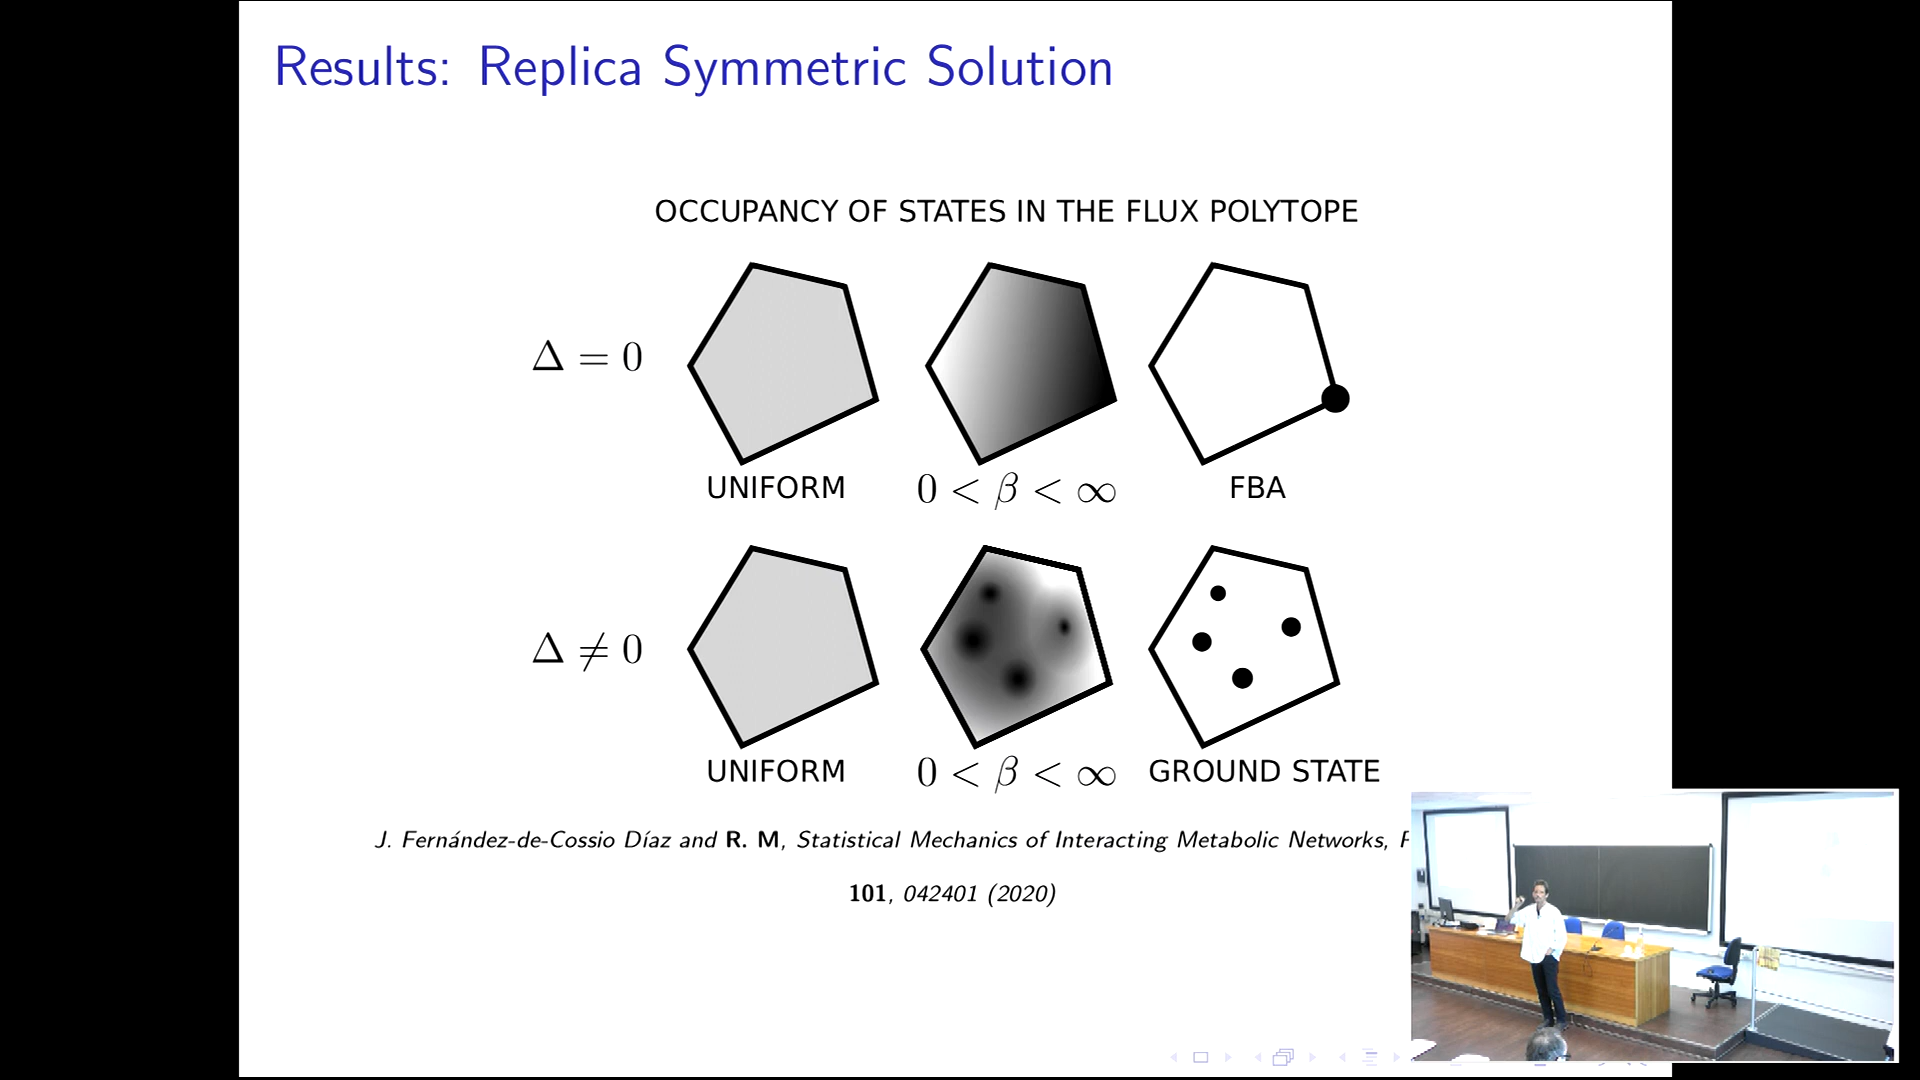 Results: Replica Symmetric Solution
OCCUPANCY OF STATES IN THE FLUX POLYTOPE
Δ = 0
UNIFORM
0 < β < ∞
FBA
Δ ≠ 0
UNIFORM
0 < β < ∞
GROUND STATE
J. Fernández-de-Cossio Díaz and R. M, Statistical Mechanics of Interacting Metabolic Networks,
101, 042401 (2020)